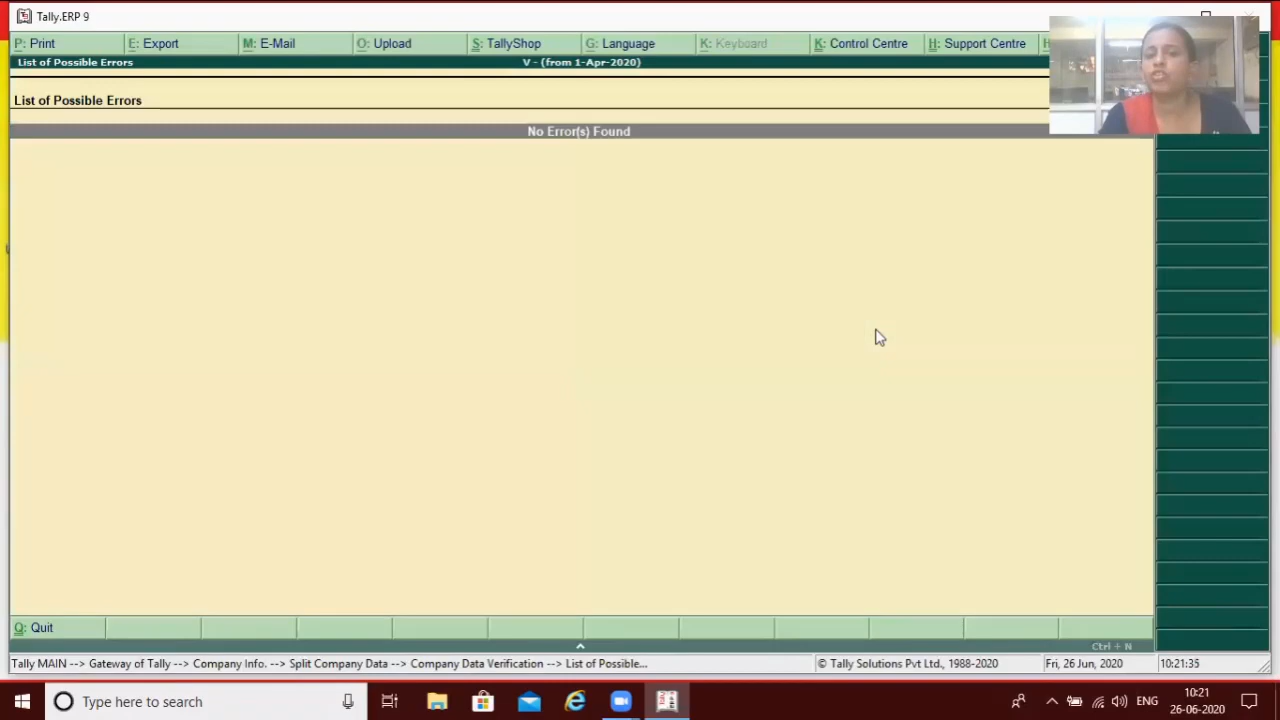 Tally.ERP 9
P: Print E: Export M: E-Mail O: Upload S: TallyShop G: Language K: Keyboard K: Control Centre H: Support Centre H
List of Possible Errors V - (from 1-Apr-2020)
List of Possible Errors
No Error(s) Found
Q: Quit
Ctrl + N
Tally MAIN --> Gateway of Tally --> Company Info. --> Split Company Data --> Company Data Verification --> List of Possible... © Tally Solutions Pvt Ltd., 1988-2020 Fri, 26 Jun, 2020 10:21:35
Type here to search ENG 10:21
26-06-2020